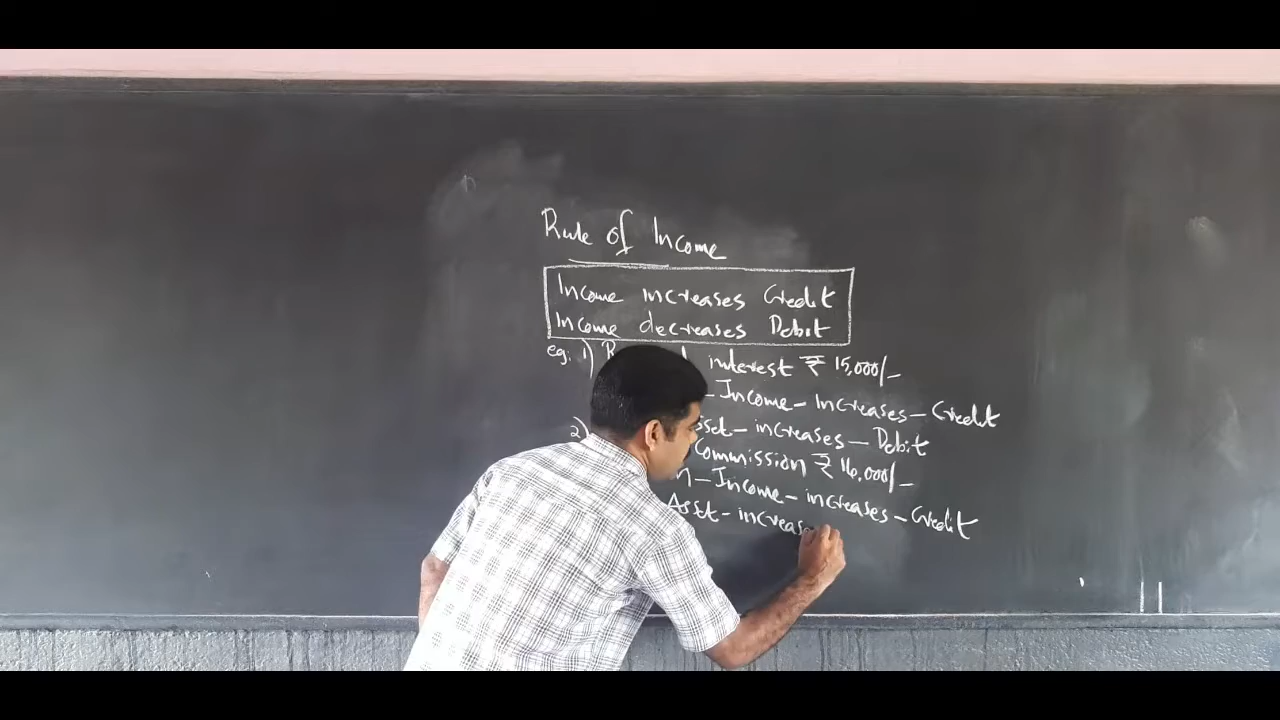 Rule of Income
Income increases Credit
Income decreases Debit
eg: 1) interest ₹ 15,000/-
- Income - Increases - Credit
Asset - increases - Debit
2) Commission ₹ 16,000/-
- Income - increases - Credit
Asset - increas